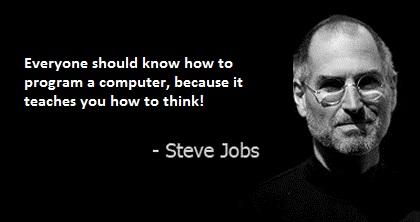 Everyone should know how to
program a computer, because it
teaches you how to think!
- Steve Jobs